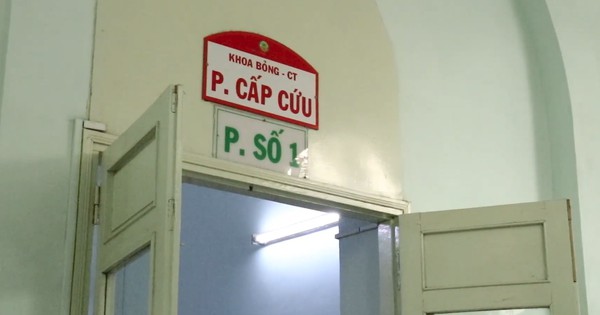 KHOA BỎNG - CT
P. CẤP CỨU
P. SỐ 1